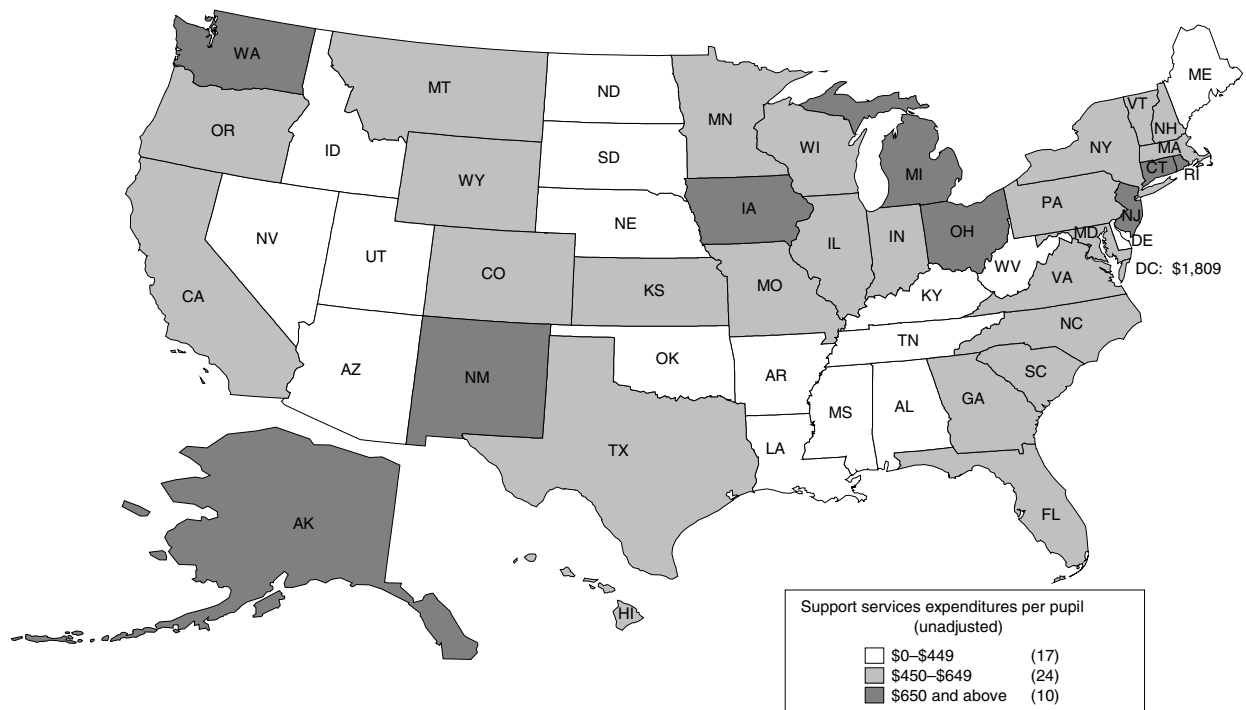 WA
ME
MT
ND
VT
MN
OR
NH
ID
WI
NY
MA
SD
CT
MI
RI
WY
PA
IA
NJ
NE
NV
OH
MD
DE
IN
IL
UT
WV
DC: $1,809
CO
VA
MO
KS
CA
KY
NC
TN
OK
AZ
SC
AR
NM
GA
AL
MS
LA
TX
FL
AK
HI
Support services expenditures per pupil
(unadjusted)
$0–$449 (17)
$450–$649 (24)
$650 and above (10)